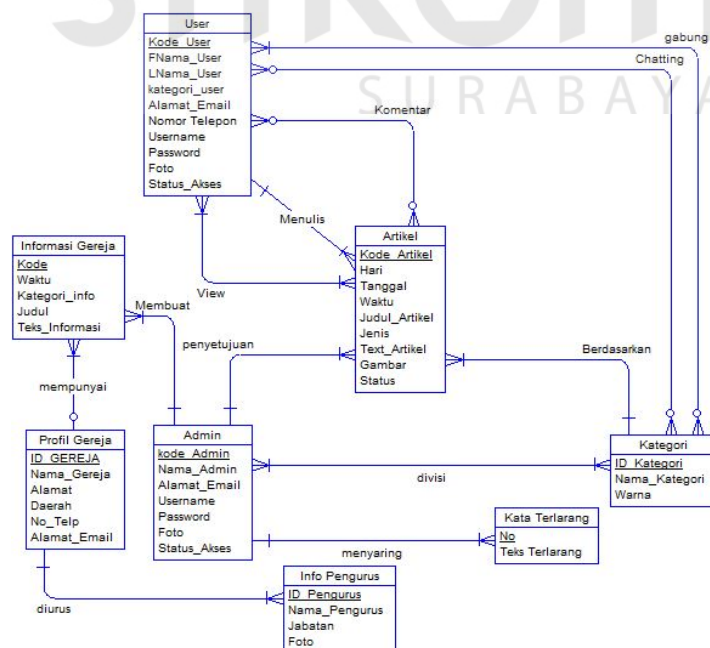 SURABAYA
User
Kode_User
FNama_User
LNama_User
kategori_user
Alamat_Email
Nomor Telepon
Username
Password
Foto
Status_Akses
gabung
Chatting
Komentar
Menulis
View
Artikel
Kode_Artikel
Hari
Tanggal
Waktu
Judul_Artikel
Jenis
Text_Artikel
Gambar
Status
Informasi Gereja
Kode
Waktu
Kategori_info
Judul
Teks_Informasi
Membuat
penyetujuan
Berdasarkan
mempunyai
Profil Gereja
ID_GEREJA
Nama_Gereja
Alamat
Daerah
No_Telp
Alamat_Email
Admin
kode_Admin
Nama_Admin
Alamat_Email
Username
Password
Foto
Status_Akses
divisi
Kategori
ID_Kategori
Nama_Kategori
Warna
menyaring
Kata Terlarang
No
Teks Terlarang
diurus
Info Pengurus
ID_Pengurus
Nama_Pengurus
Jabatan
Foto